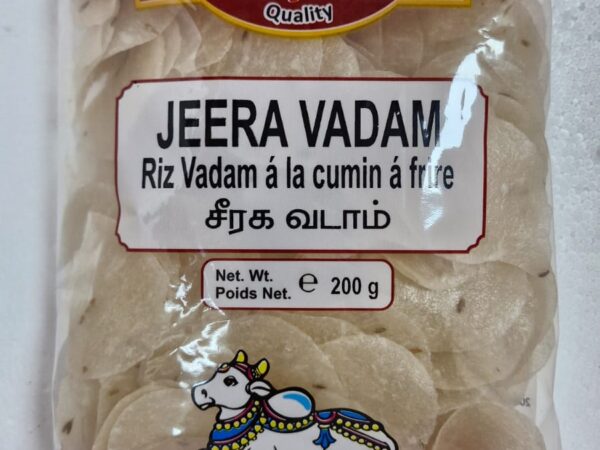 Quality
JEERA VADAM
Riz Vadam á la cumin á frire
சீரக வடாம்
Net. Wt.
Poids Net. ℮ 200 g